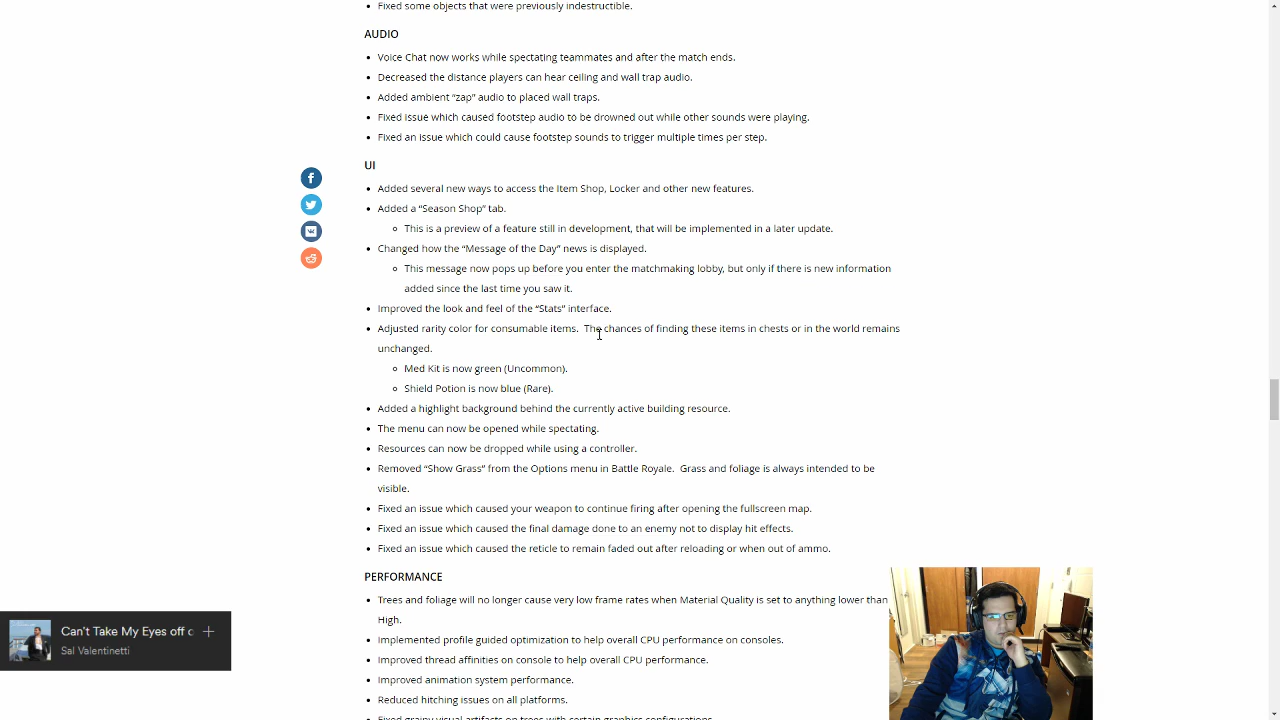 Fixed some objects that were previously indestructible.
AUDIO
Voice Chat now works while spectating teammates and after the match ends.
Decreased the distance players can hear ceiling and wall trap audio.
Added ambient “zap” audio to placed wall traps.
Fixed issue which caused footstep audio to be drowned out while other sounds were playing.
Fixed an issue which could cause footstep sounds to trigger multiple times per step.
UI
Added several new ways to access the Item Shop, Locker and other new features.
Added a “Season Shop” tab.
This is a preview of a feature still in development, that will be implemented in a later update.
Changed how the “Message of the Day” news is displayed.
This message now pops up before you enter the matchmaking lobby, but only if there is new information
added since the last time you saw it.
Improved the look and feel of the “Stats” interface.
Adjusted rarity color for consumable items.  The chances of finding these items in chests or in the world remains
unchanged.
Med Kit is now green (Uncommon).
Shield Potion is now blue (Rare).
Added a highlight background behind the currently active building resource.
The menu can now be opened while spectating.
Resources can now be dropped while using a controller.
Removed “Show Grass” from the Options menu in Battle Royale.  Grass and foliage is always intended to be
visible.
Fixed an issue which caused your weapon to continue firing after opening the fullscreen map.
Fixed an issue which caused the final damage done to an enemy not to display hit effects.
Fixed an issue which caused the reticle to remain faded out after reloading or when out of ammo.
PERFORMANCE
Trees and foliage will no longer cause very low frame rates when Material Quality is set to anything lower than
High.
Implemented profile guided optimization to help overall CPU performance on consoles.
Improved thread affinities on console to help overall CPU performance.
Improved animation system performance.
Reduced hitching issues on all platforms.
Fixed grainy visual artifacts on trees with certain graphics configurations.
Can't Take My Eyes off c
Sal Valentinetti